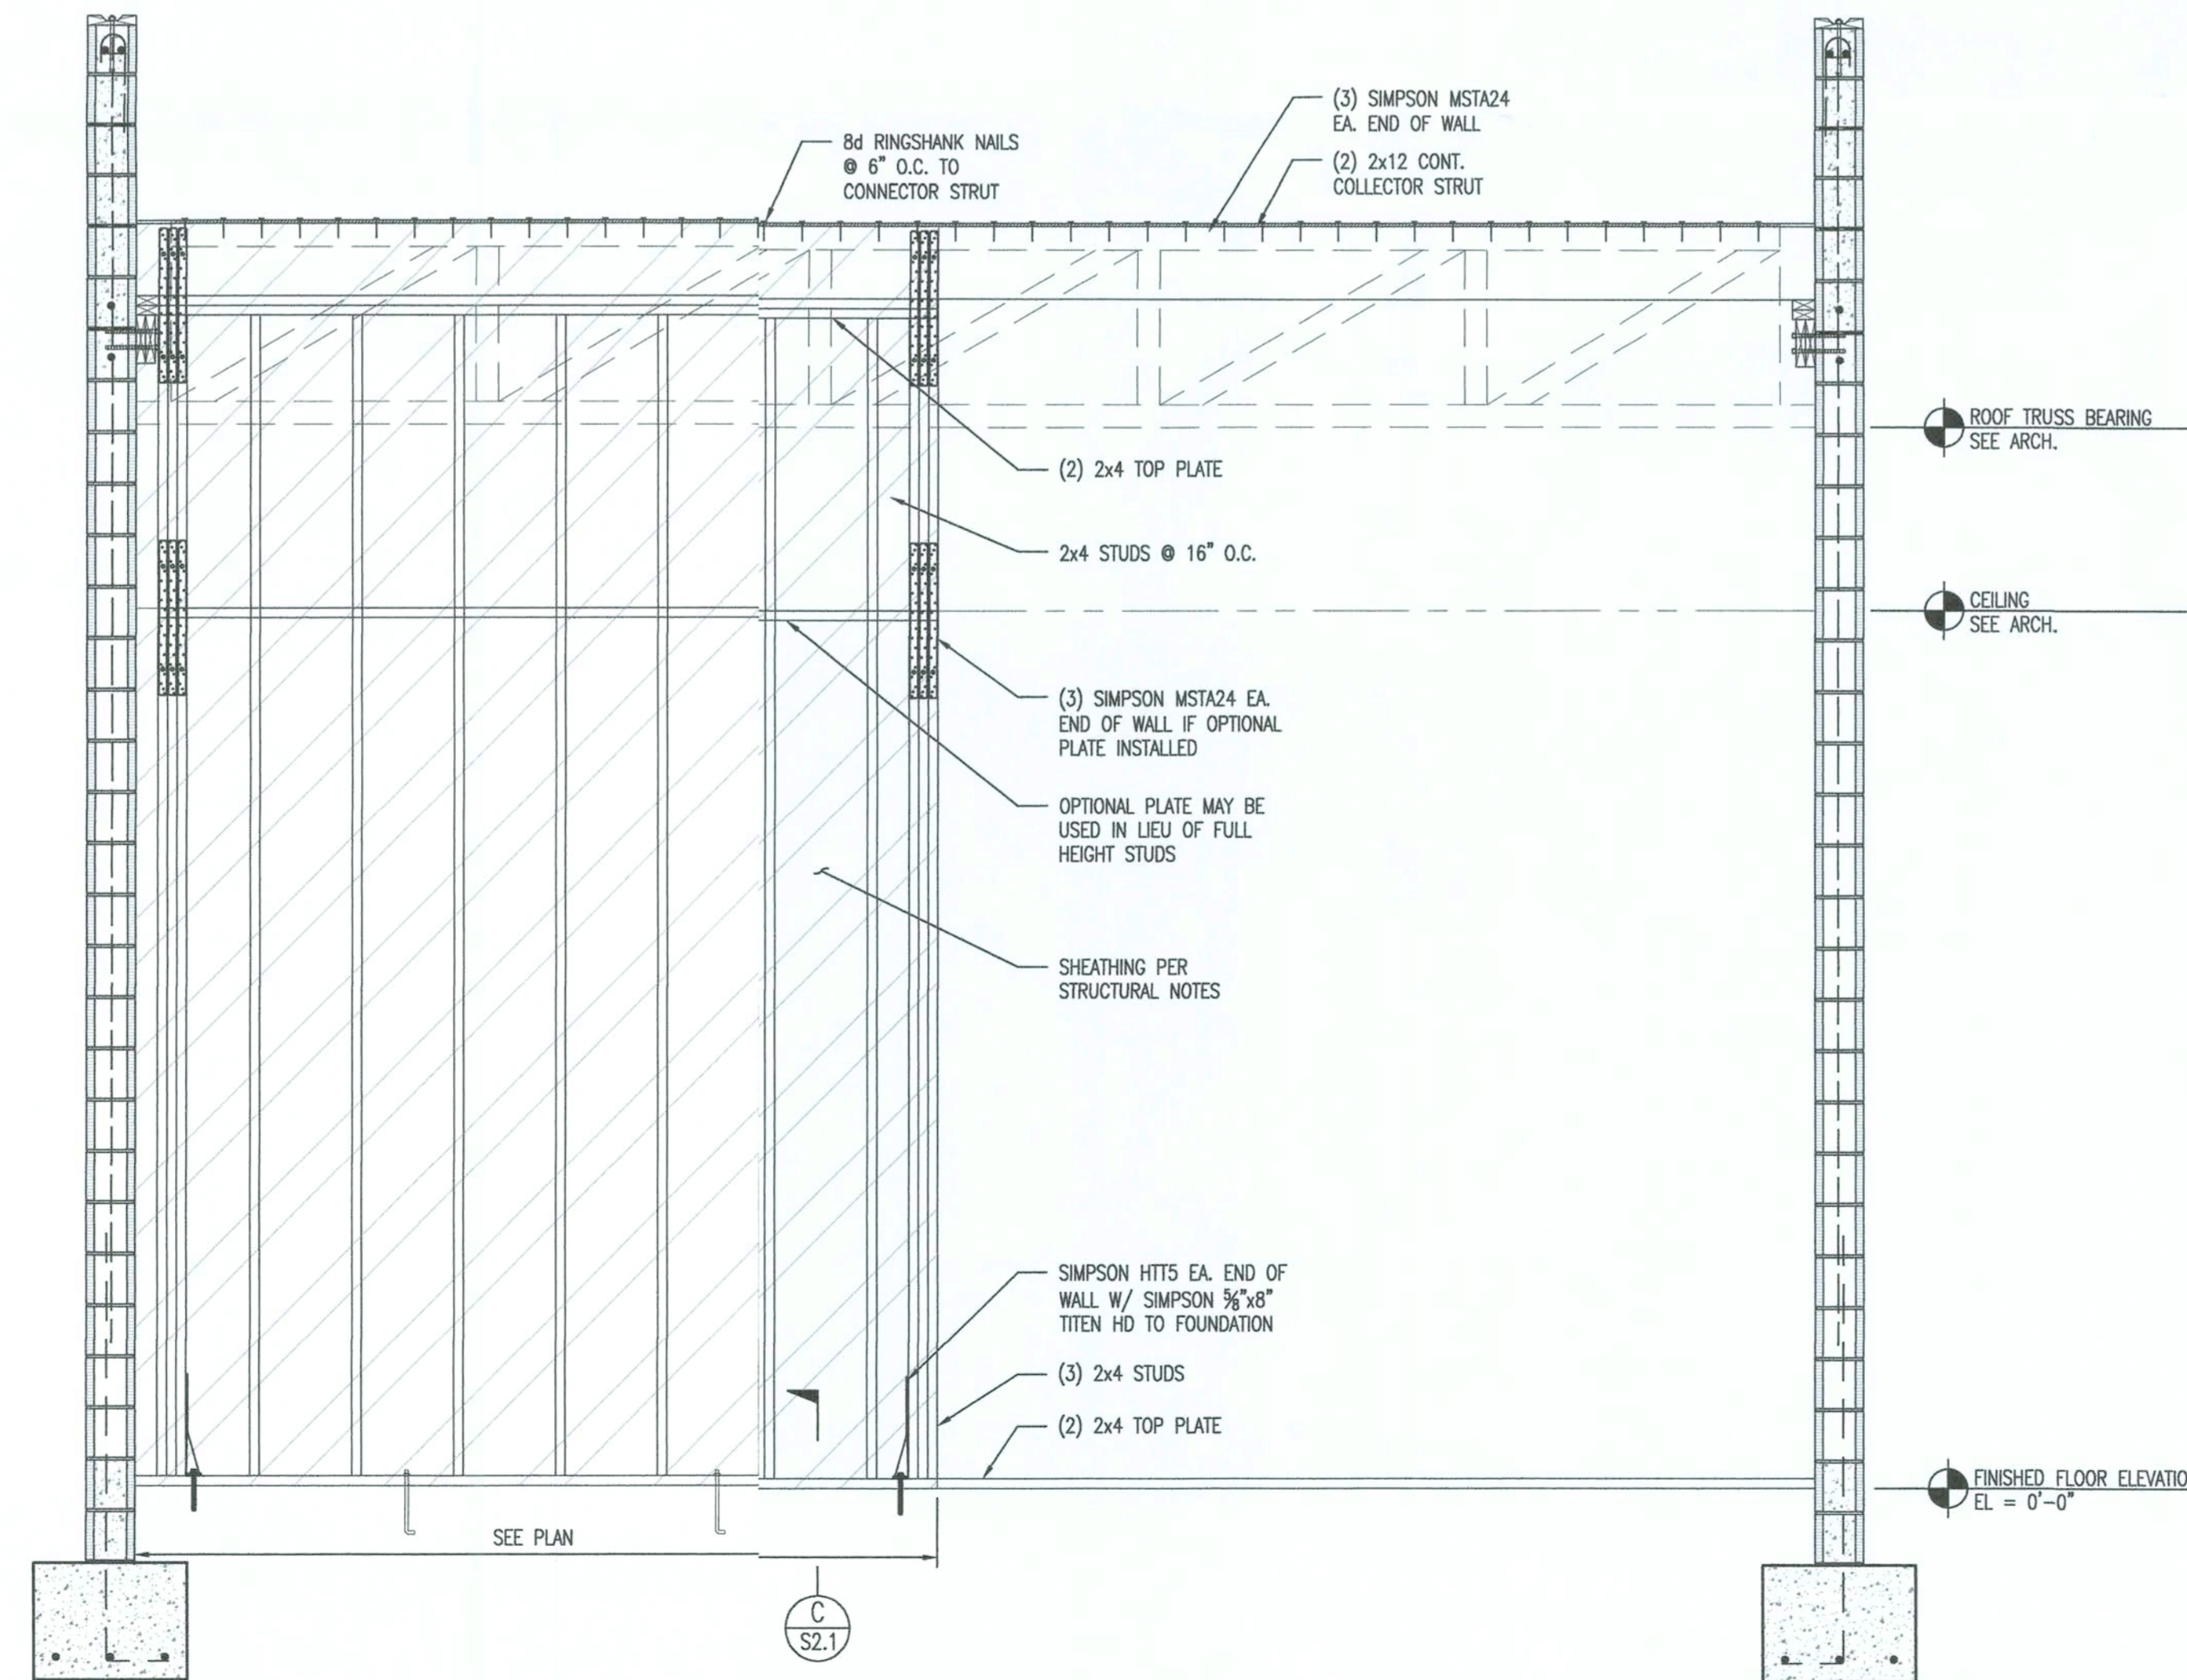 (3) SIMPSON MSTA24
EA. END OF WALL
8d RINGSHANK NAILS
@ 6" O.C. TO
CONNECTOR STRUT
(2) 2x12 CONT.
COLLECTOR STRUT
ROOF TRUSS BEARING
SEE ARCH.
(2) 2x4 TOP PLATE
2x4 STUDS @ 16" O.C.
CEILING
SEE ARCH.
(3) SIMPSON MSTA24 EA.
END OF WALL IF OPTIONAL
PLATE INSTALLED
OPTIONAL PLATE MAY BE
USED IN LIEU OF FULL
HEIGHT STUDS
SHEATHING PER
STRUCTURAL NOTES
SIMPSON HTT5 EA. END OF
WALL W/ SIMPSON ⅝"x8"
TITEN HD TO FOUNDATION
(3) 2x4 STUDS
(2) 2x4 TOP PLATE
FINISHED FLOOR ELEVATIO
EL = 0'-0"
SEE PLAN
C
S2.1